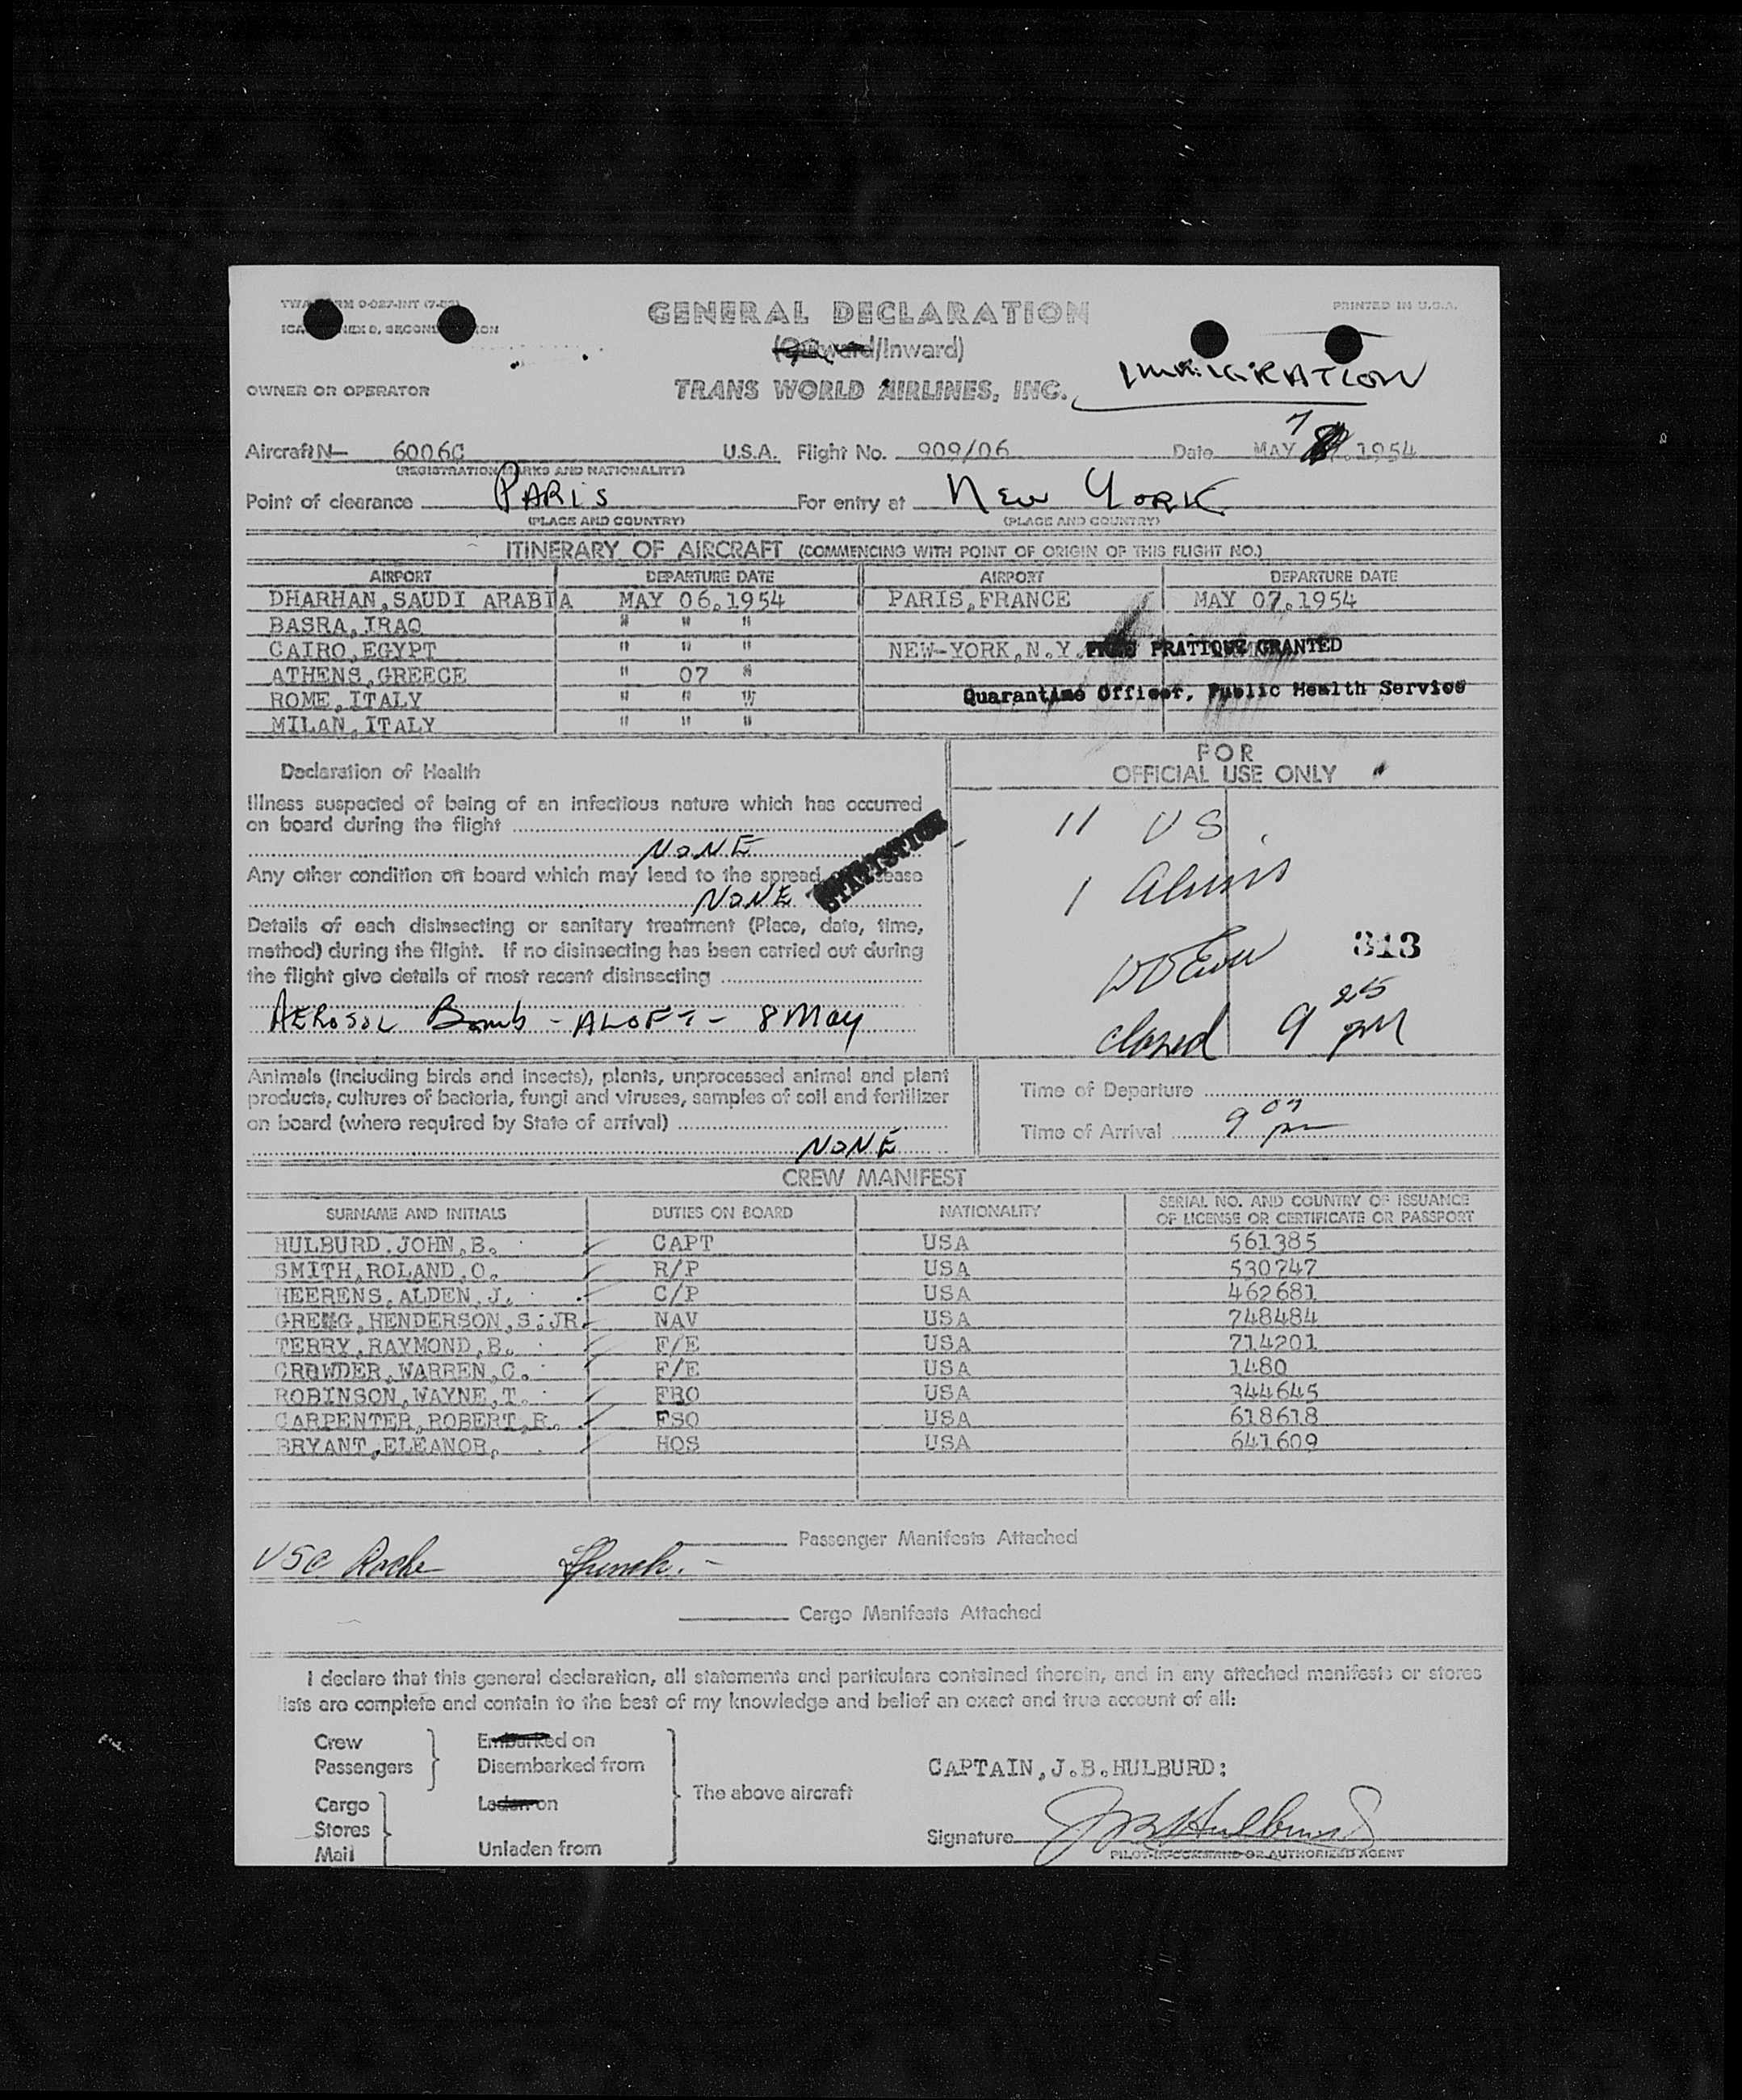 GENERAL DECLARATION
PRINTED IN U.S.A.
(Outward/Inward)
IMMIGRATION
OWNER OR OPERATOR
TRANS WORLD AIRLINES, INC.
Aircraft N— 6006C U.S.A. Flight No. 909/06 Date MAY 7 1954
(REGISTRATION MARKS AND NATIONALITY)
Point of clearance PARIS For entry at NEW YORK
(PLACE AND COUNTRY) (PLACE AND COUNTRY)
ITINERARY OF AIRCRAFT (COMMENCING WITH POINT OF ORIGIN OF THIS FLIGHT NO.)
AIRPORT DEPARTURE DATE AIRPORT DEPARTURE DATE
DHARHAN,SAUDI ARABIA MAY 06.1954 PARIS,FRANCE MAY 07.1954
BASRA,IRAQ " " "
CAIRO,EGYPT " " " NEW-YORK,N.Y. PRATIQUE GRANTED
ATHENS,GREECE " 07 "
ROME,ITALY " " " Quarantine Officer, Public Health Service
MILAN,ITALY " " "
Declaration of Health
Illness suspected of being of an infectious nature which has occurred
on board during the flight
NONE
Any other condition on board which may lead to the spread disease
NONE
Details of each disinsecting or sanitary treatment (Place, date, time,
method) during the flight. If no disinsecting has been carried out during
the flight give details of most recent disinsecting
AEROSOL Bomb - ALOFT - 8 May
FOR
OFFICIAL USE ONLY
11 US
1 aliens
313
closed 9 25 pm
Animals (including birds and insects), plants, unprocessed animal and plant
products, cultures of bacteria, fungi and viruses, samples of soil and fertilizer
on board (where required by State of arrival)
NONE
Time of Departure
Time of Arrival 9 pm
CREW MANIFEST
SURNAME AND INITIALS DUTIES ON BOARD NATIONALITY SERIAL NO. AND COUNTRY OF ISSUANCE
OF LICENSE OR CERTIFICATE OR PASSPORT
HULBURD,JOHN,B. CAPT USA 561385
SMITH,ROLAND,O. R/P USA 530747
HEERENS,ALDEN,J. C/P USA 462681
HENDERSON,S.JR. NAV USA 748484
TERRY,RAYMOND,B. F/E USA 714201
CROWDER,WARREN,C. F/E USA 1480
ROBINSON,WAYNE,T. FRO USA 344645
CARPENTER,ROBERT,E. FSO USA 618618
BRYANT,ELEANOR, HOS USA 641609
Passenger Manifests Attached
Cargo Manifests Attached
I declare that this general declaration, all statements and particulars contained therein, and in any attached manifests or stores
lists are complete and contain to the best of my knowledge and belief an exact and true account of all:
Crew Embarked on
Passengers Disembarked from
The above aircraft
Cargo Laden on
Stores
Mail Unladen from
CAPTAIN,J.B.HULBURD:
Signature JBHulburd
PILOT-IN-COMMAND OR AUTHORIZED AGENT